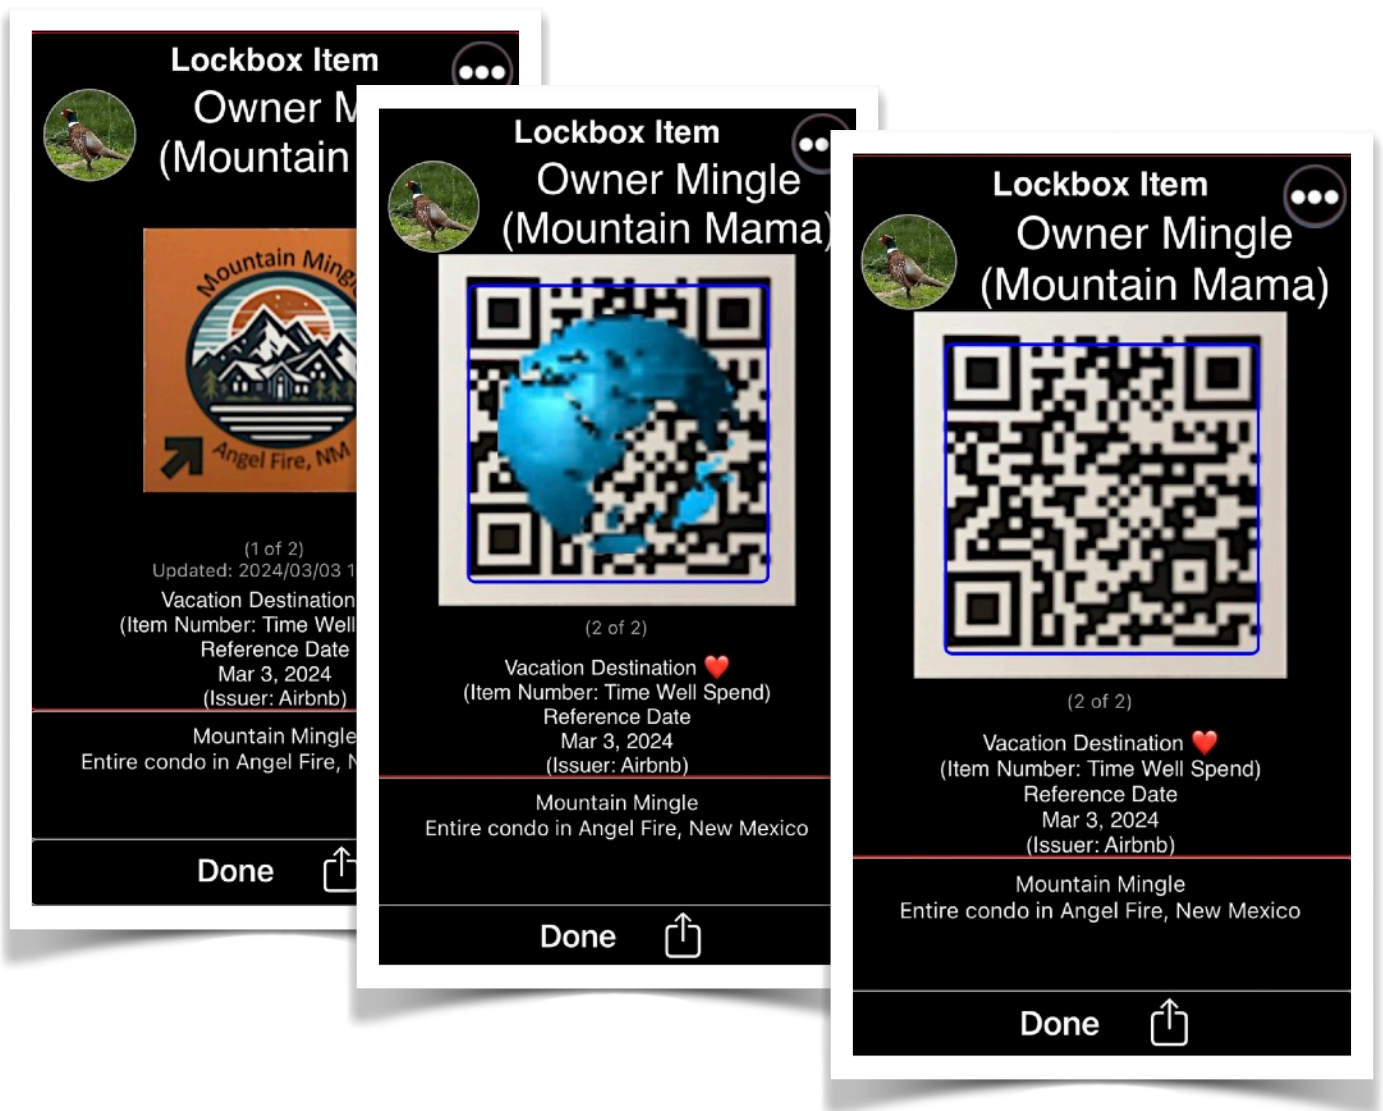 Lockbox Item
Owner M
(Mountain
Mountain Mingle
Angel Fire, NM
(1 of 2)
Updated: 2024/03/03 1
Vacation Destination
(Item Number: Time Well
Reference Date
Mar 3, 2024
(Issuer: Airbnb)
Mountain Mingle
Entire condo in Angel Fire, N
Done
Lockbox Item
Owner Mingle
(Mountain Mama)
(2 of 2)
Vacation Destination ❤️
(Item Number: Time Well Spend)
Reference Date
Mar 3, 2024
(Issuer: Airbnb)
Mountain Mingle
Entire condo in Angel Fire, New Mexico
Done
Lockbox Item
Owner Mingle
(Mountain Mama)
(2 of 2)
Vacation Destination ❤️
(Item Number: Time Well Spend)
Reference Date
Mar 3, 2024
(Issuer: Airbnb)
Mountain Mingle
Entire condo in Angel Fire, New Mexico
Done